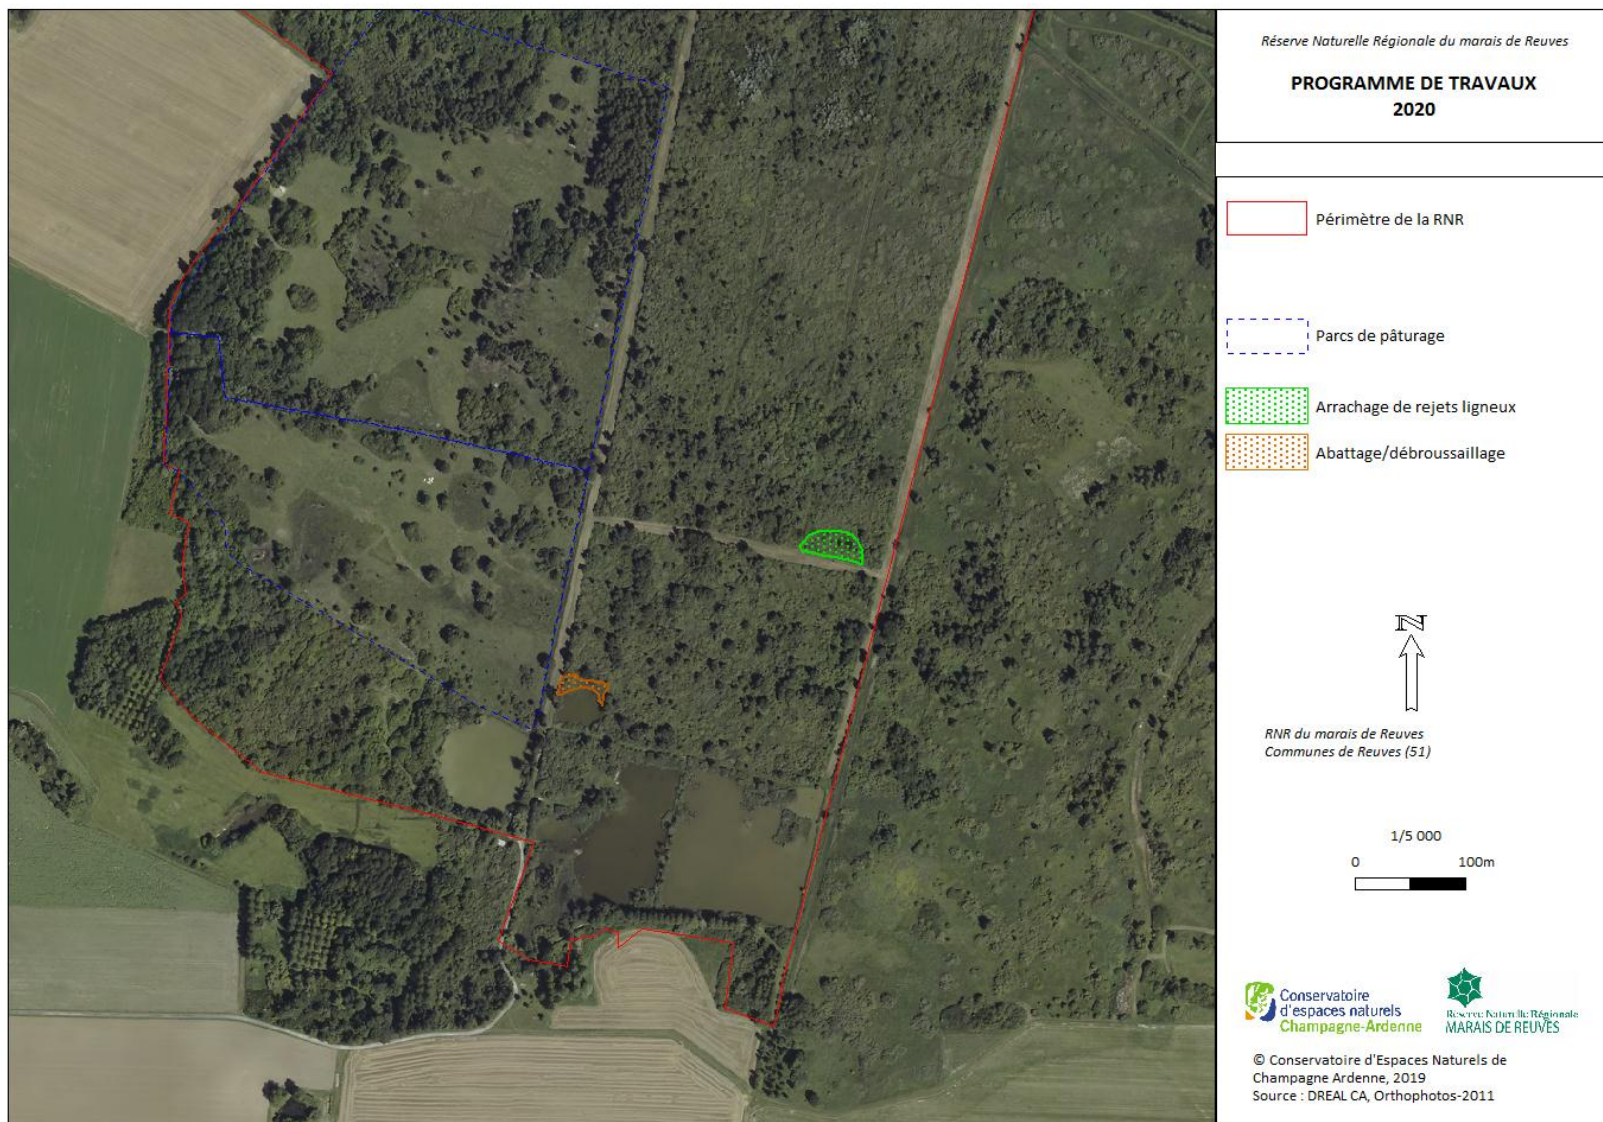 Réserve Naturelle Régionale du marais de Reuves
PROGRAMME DE TRAVAUX
2020
Périmètre de la RNR
Parcs de pâturage
Arrachage de rejets ligneux
Abattage/débroussaillage
N
RNR du marais de Reuves
Communes de Reuves (51)
1/5 000
0 100m
Conservatoire
d'espaces naturels
Champagne-Ardenne
Reserve Naturelle Régionale
MARAIS DE REUVES
© Conservatoire d'Espaces Naturels de
Champagne Ardenne, 2019
Source : DREAL CA, Orthophotos-2011